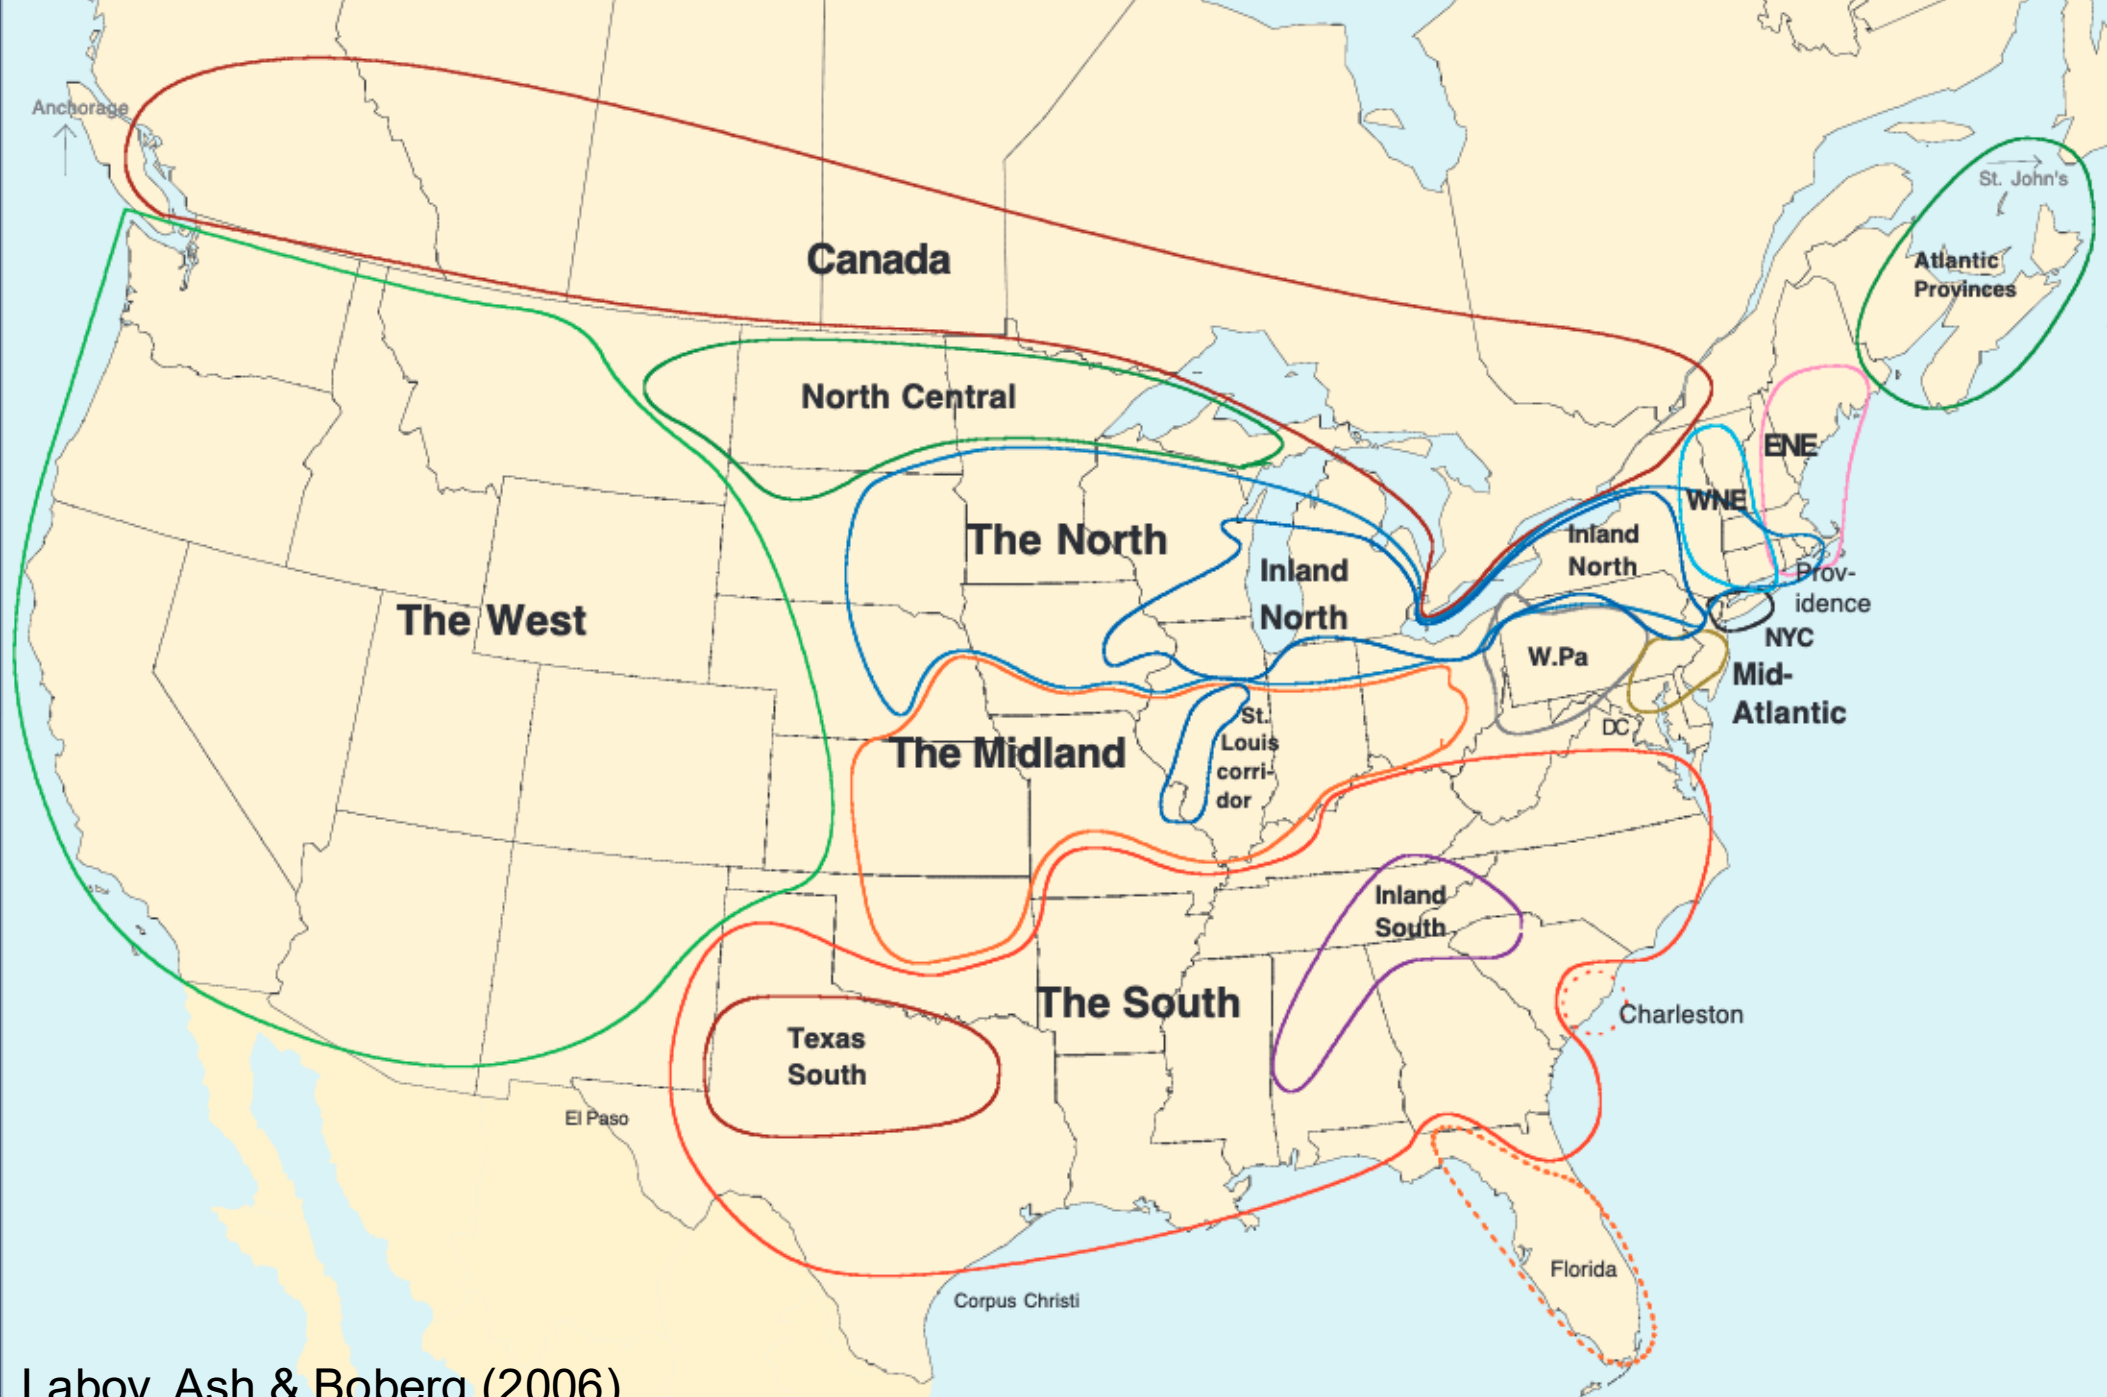 Anchorage
St. John's
Canada
Atlantic
Provinces
North Central
ENE
WNE
The North
Inland
North
Inland
North
Prov-
idence
The West
NYC
W.Pa
Mid-
Atlantic
St.
Louis
corri-
dor
DC
The Midland
Inland
South
The South
Charleston
Texas
South
El Paso
Florida
Corpus Christi
Labov, Ash & Boberg (2006)